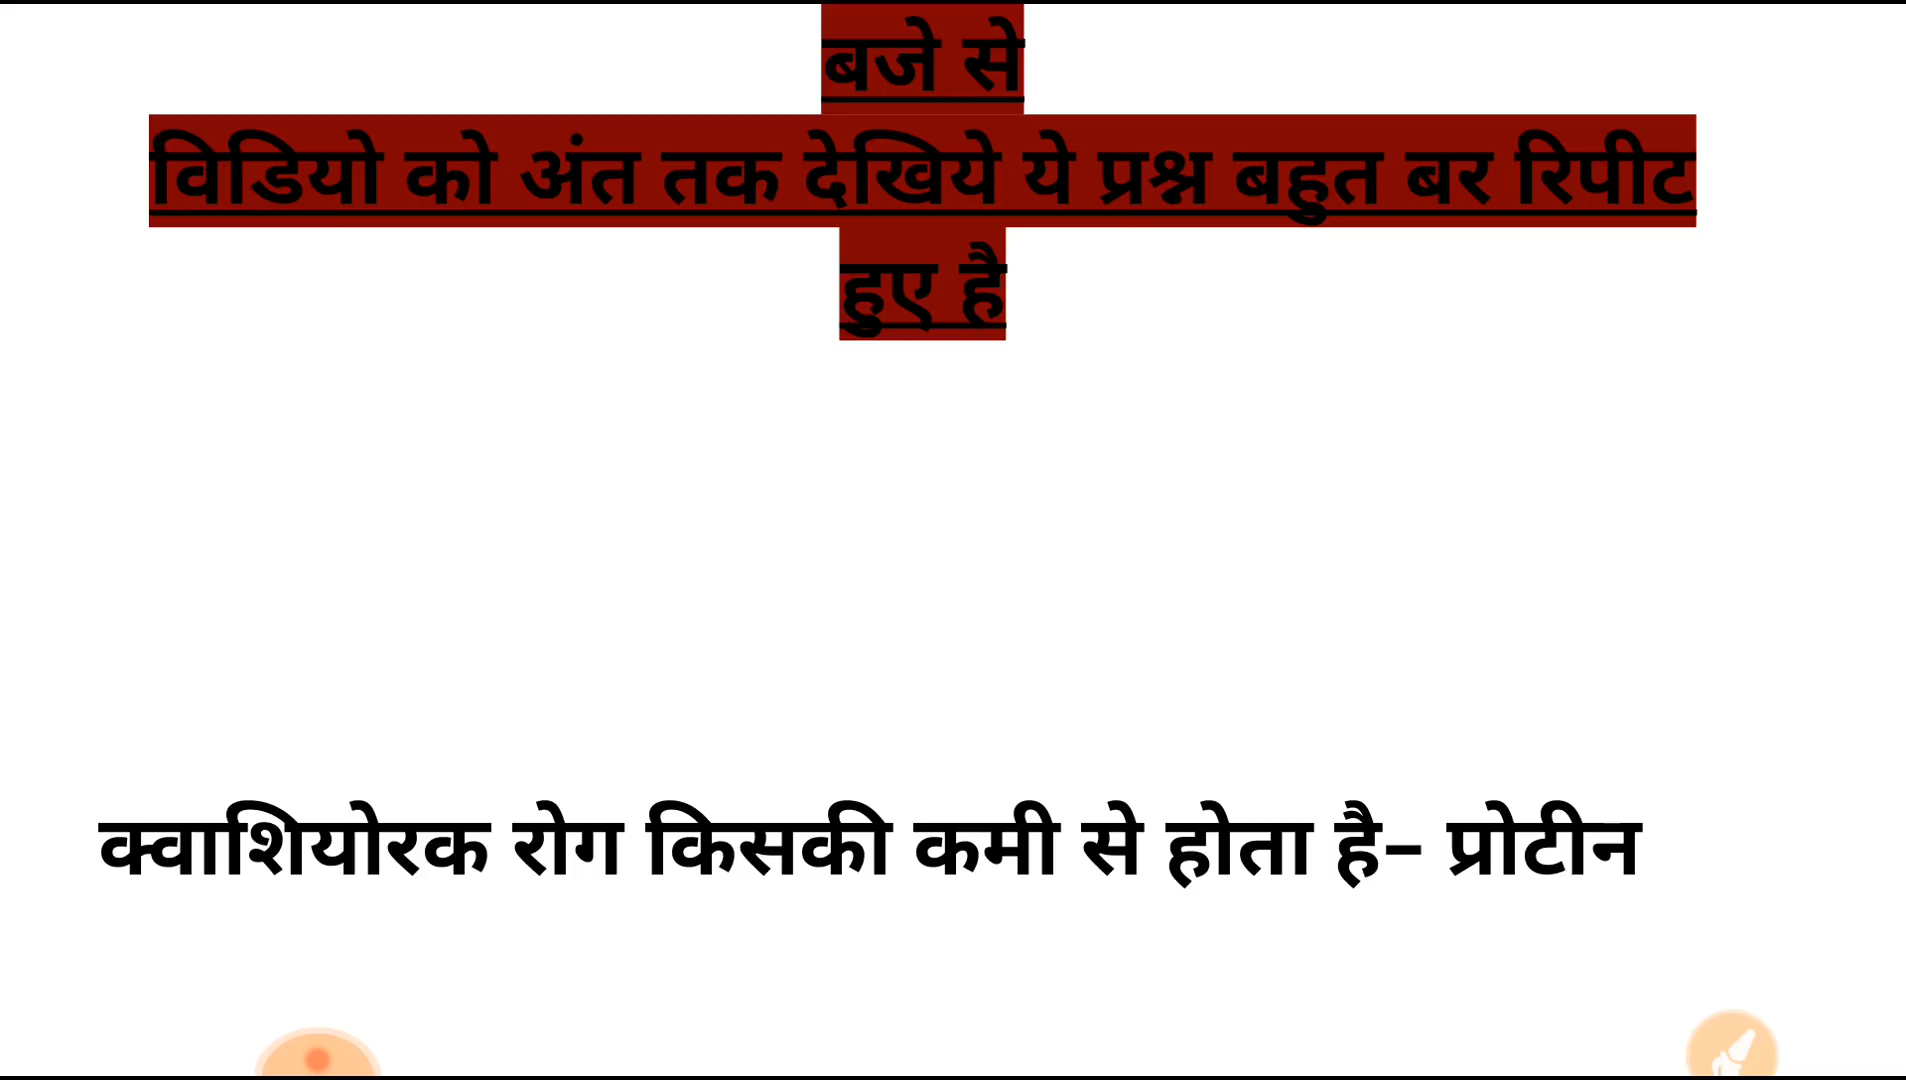 बजे से
विडियो को अंत तक देखिये ये प्रश्न बहुत बर रिपीट
हुए है
क्वाशियोरक रोग किसकी कमी से होता है– प्रोटीन